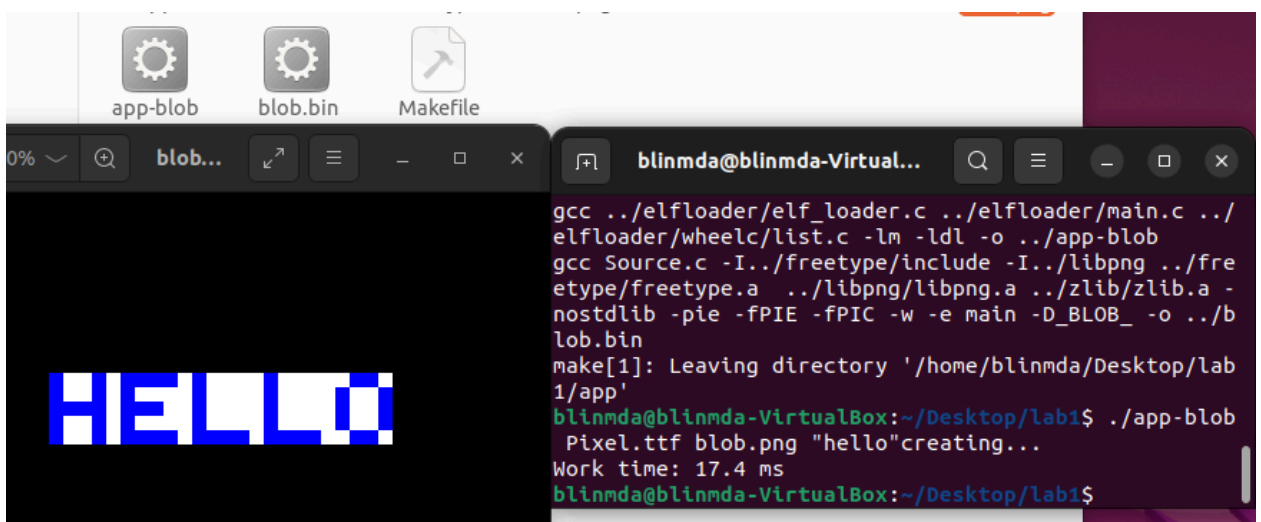 app-blob
blob.bin
Makefile
0%
blob...
HELLO
blinmda@blinmda-Virtual...
gcc ../elfloader/elf_loader.c ../elfloader/main.c ../
elfloader/wheelc/list.c -lm -ldl -o ../app-blob
gcc Source.c -I../freetype/include -I../libpng ../fre
etype/freetype.a  ../libpng/libpng.a ../zlib/zlib.a -
nostdlib -pie -fPIE -fPIC -w -e main -D_BLOB_ -o ../b
lob.bin
make[1]: Leaving directory '/home/blinmda/Desktop/lab
1/app'
blinmda@blinmda-VirtualBox:~/Desktop/lab1$ ./app-blob
 Pixel.ttf blob.png "hello"creating...
Work time: 17.4 ms
blinmda@blinmda-VirtualBox:~/Desktop/lab1$